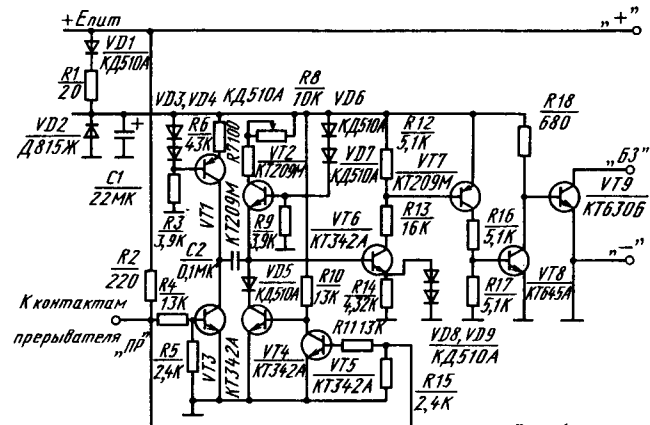 +Eпит
„+"
VD1
КД510А
R1
20
VD2
Д815Ж
C1
22МК
VD3, VD4
КД510А
R6
43К
R7 100
R8
10К
VD6
КД510А
VD7
КД510А
R12
5,1К
R18
680
VT2
КТ209М
VT7
КТ209М
„БЗ"
VT9
КТ630Б
R3
3,9К
VT1
КТ209М
R9
3,9К
VT6
КТ342А
R13
16К
R16
5,1К
„–"
C2
0,1МК
R2
220
R4
13К
VD5
КД510А
R10
13К
R14
4,32К
R17
5,1К
VT8
КТ645А
К контактам
прерывателя
„ПР"
R5
2,4К
VT3
КТ342А
VT4
КТ342А
R11 13К
VT5
КТ342А
VD8, VD9
КД510А
R15
2,4К